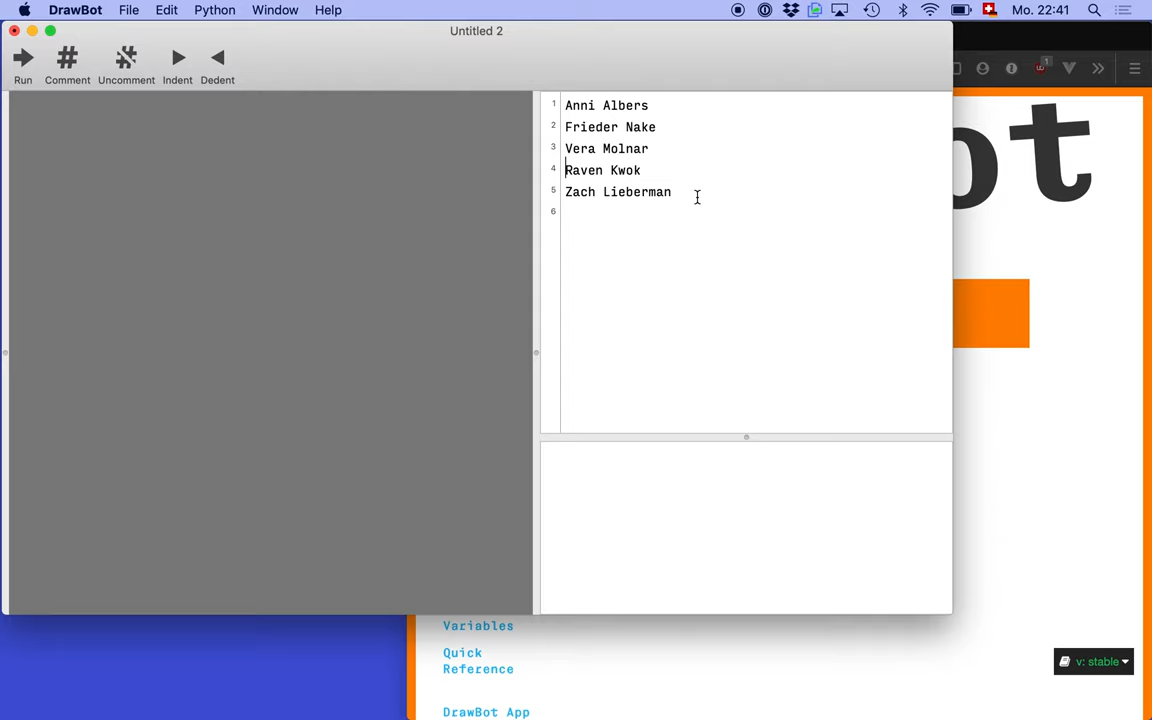 DrawBot File Edit Python Window Help Mo. 22:41
Untitled 2
Run Comment Uncomment Indent Dedent
1 Anni Albers
2 Frieder Nake
3 Vera Molnar
4 Raven Kwok
5 Zach Lieberman
6
ot
1
Variables
Quick
Reference
v: stable
DrawBot App